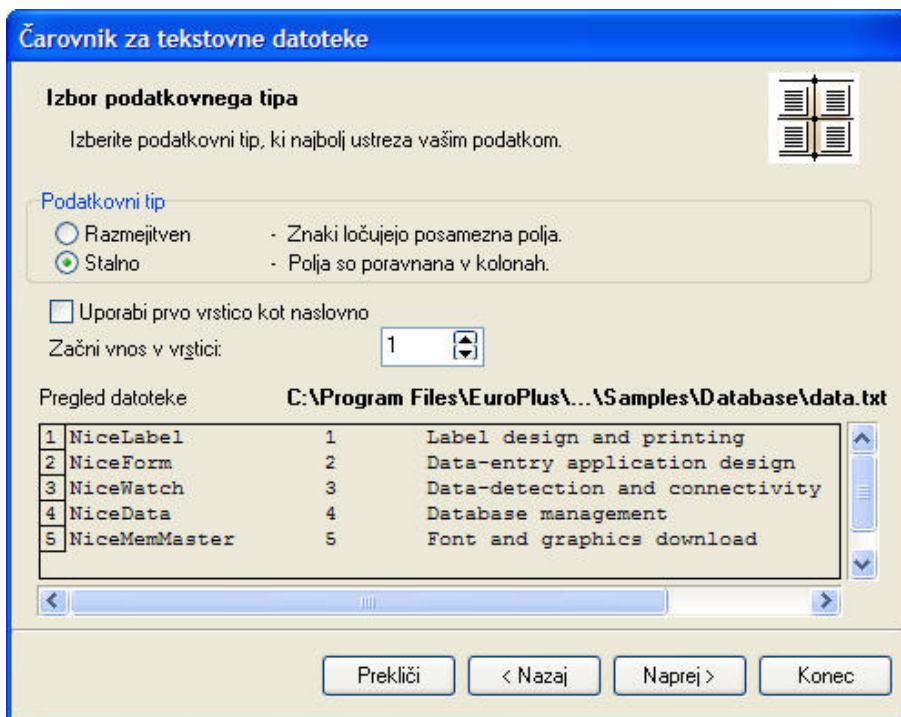 Čarovnik za tekstovne datoteke
Izbor podatkovnega tipa
Izberite podatkovni tip, ki najbolj ustreza vašim podatkom.
Podatkovni tip
Razmejitven - Znaki ločujejo posamezna polja.
Stalno - Polja so poravnana v kolonah.
Uporabi prvo vrstico kot naslovno
Začni vnos v vrstici: 1
Pregled datoteke C:\Program Files\EuroPlus\...\Samples\Database\data.txt
1 NiceLabel 1 Label design and printing
2 NiceForm 2 Data-entry application design
3 NiceWatch 3 Data-detection and connectivity
4 NiceData 4 Database management
5 NiceMemMaster 5 Font and graphics download
Prekliči < Nazaj Naprej > Konec